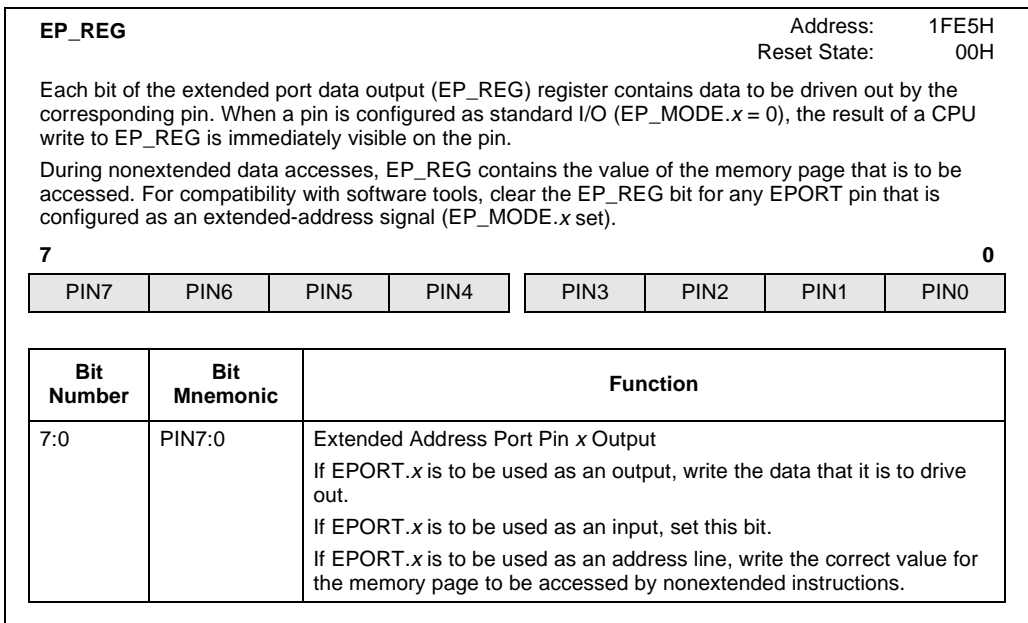 EP_REG Address: 1FE5H
Reset State: 00H
Each bit of the extended port data output (EP_REG) register contains data to be driven out by the
corresponding pin. When a pin is configured as standard I/O (EP_MODE.x = 0), the result of a CPU
write to EP_REG is immediately visible on the pin.
During nonextended data accesses, EP_REG contains the value of the memory page that is to be
accessed. For compatibility with software tools, clear the EP_REG bit for any EPORT pin that is
configured as an extended-address signal (EP_MODE.x set).
7 0
PIN7 PIN6 PIN5 PIN4 PIN3 PIN2 PIN1 PIN0
Bit Number Bit Mnemonic Function
7:0 PIN7:0 Extended Address Port Pin x Output
If EPORT.x is to be used as an output, write the data that it is to drive
out.
If EPORT.x is to be used as an input, set this bit.
If EPORT.x is to be used as an address line, write the correct value for
the memory page to be accessed by nonextended instructions.